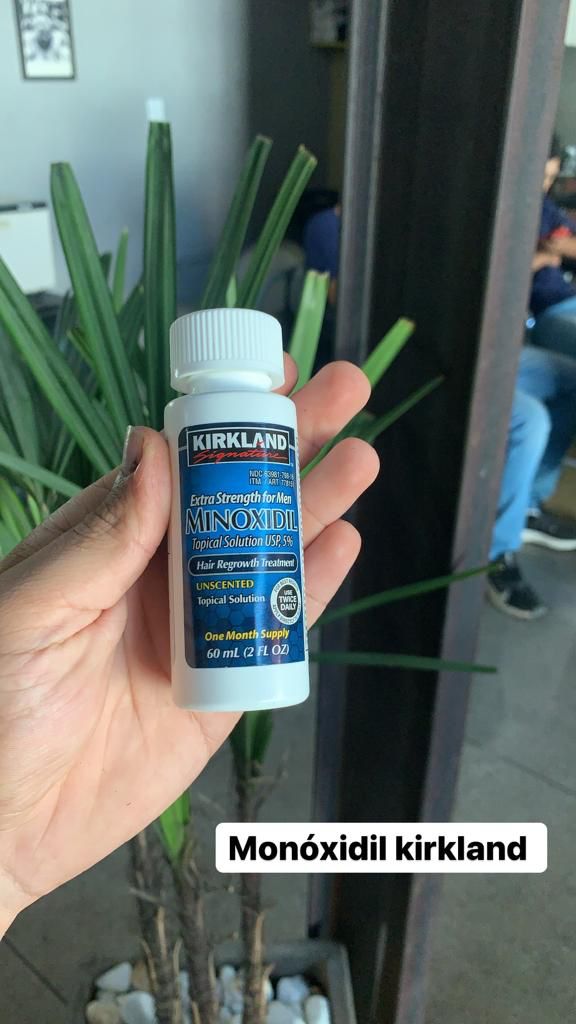 KIRKLAND
Signature
Extra Strength for Men
MINOXIDIL
Topical Solution USP, 5%
Hair Regrowth Treatment
UNSCENTED
Topical Solution
USE
TWICE
DAILY
One Month Supply
60 mL (2 FL OZ)
Monóxidil kirkland